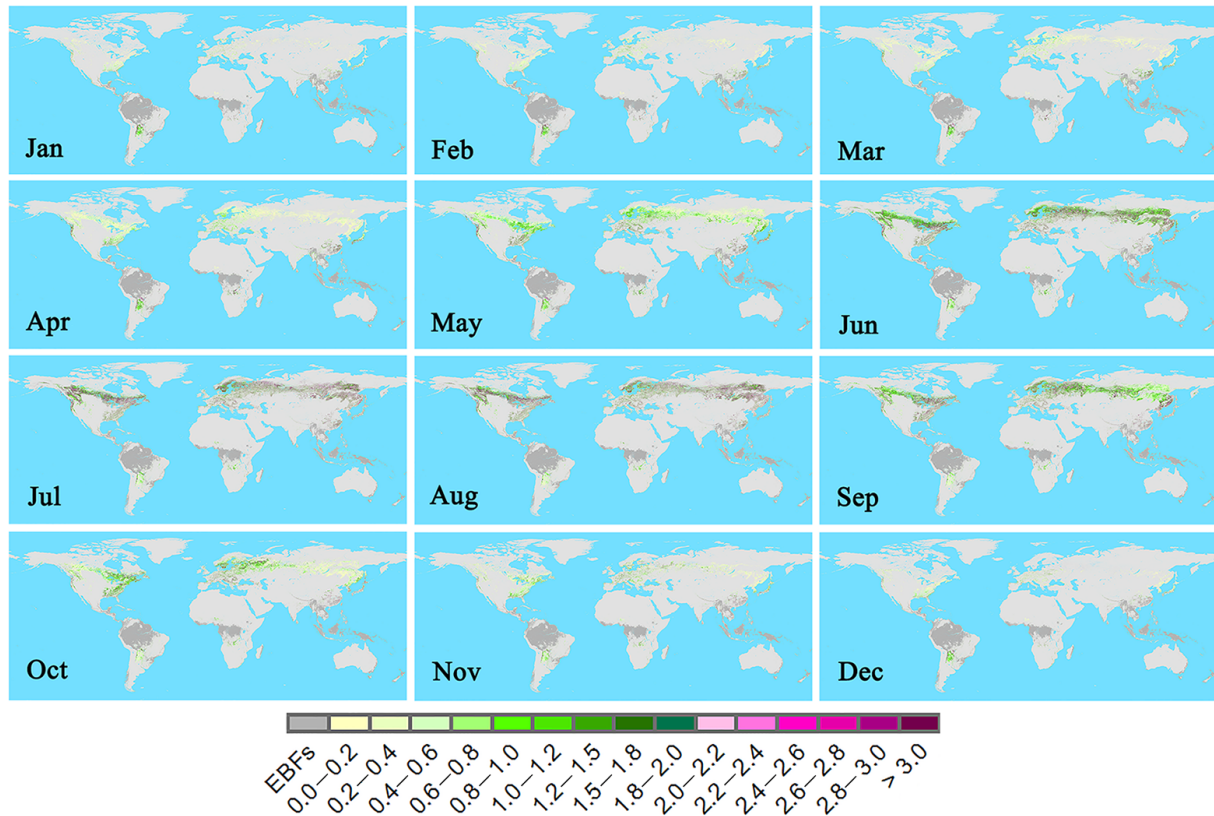 Jan
Feb
Mar
Apr
May
Jun
Jul
Aug
Sep
Oct
Nov
Dec
EBFs
0.0—0.2
0.2—0.4
0.4—0.6
0.6—0.8
0.8—1.0
1.0—1.2
1.2—1.5
1.5—1.8
1.8—2.0
2.0—2.2
2.2—2.4
2.4—2.6
2.6—2.8
2.8—3.0
> 3.0